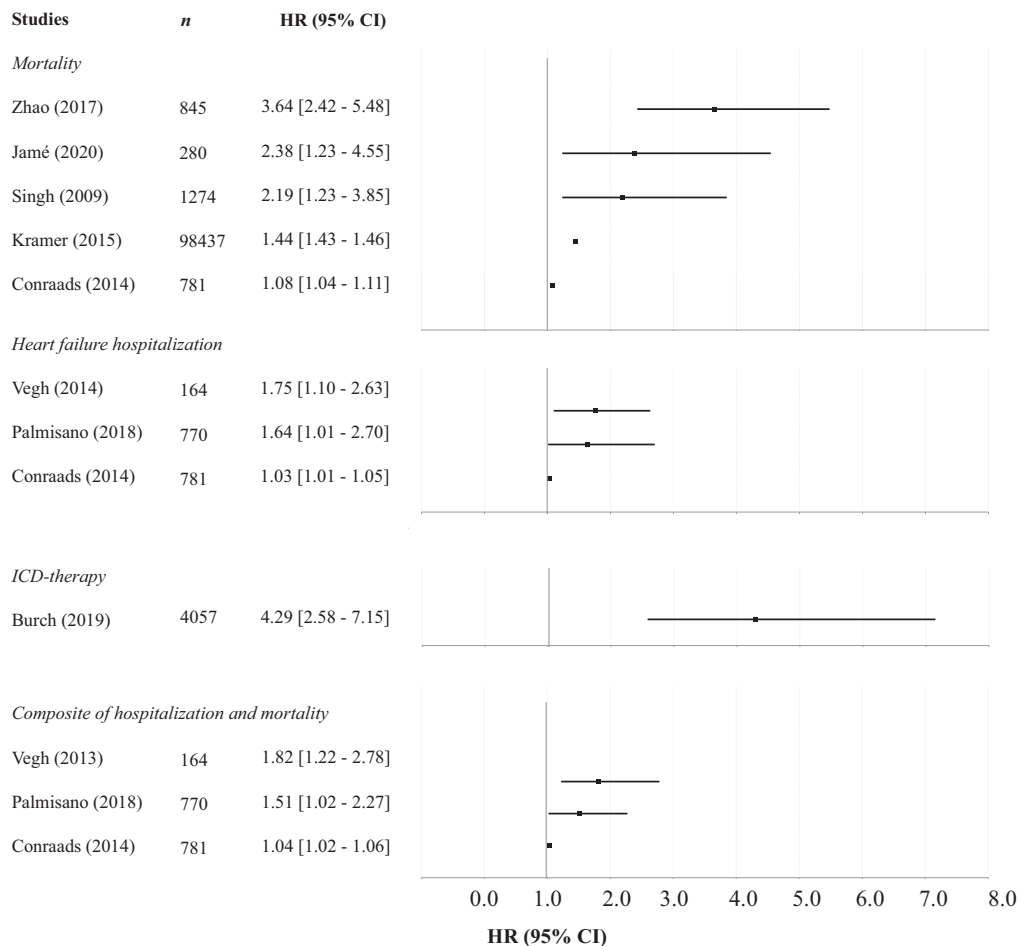 Studies n HR (95% CI)
Mortality
Zhao (2017) 845 3.64 [2.42 - 5.48]
Jamé (2020) 280 2.38 [1.23 - 4.55]
Singh (2009) 1274 2.19 [1.23 - 3.85]
Kramer (2015) 98437 1.44 [1.43 - 1.46]
Conraads (2014) 781 1.08 [1.04 - 1.11]
Heart failure hospitalization
Vegh (2014) 164 1.75 [1.10 - 2.63]
Palmisano (2018) 770 1.64 [1.01 - 2.70]
Conraads (2014) 781 1.03 [1.01 - 1.05]
ICD-therapy
Burch (2019) 4057 4.29 [2.58 - 7.15]
Composite of hospitalization and mortality
Vegh (2013) 164 1.82 [1.22 - 2.78]
Palmisano (2018) 770 1.51 [1.02 - 2.27]
Conraads (2014) 781 1.04 [1.02 - 1.06]
0.0 1.0 2.0 3.0 4.0 5.0 6.0 7.0 8.0
HR (95% CI)